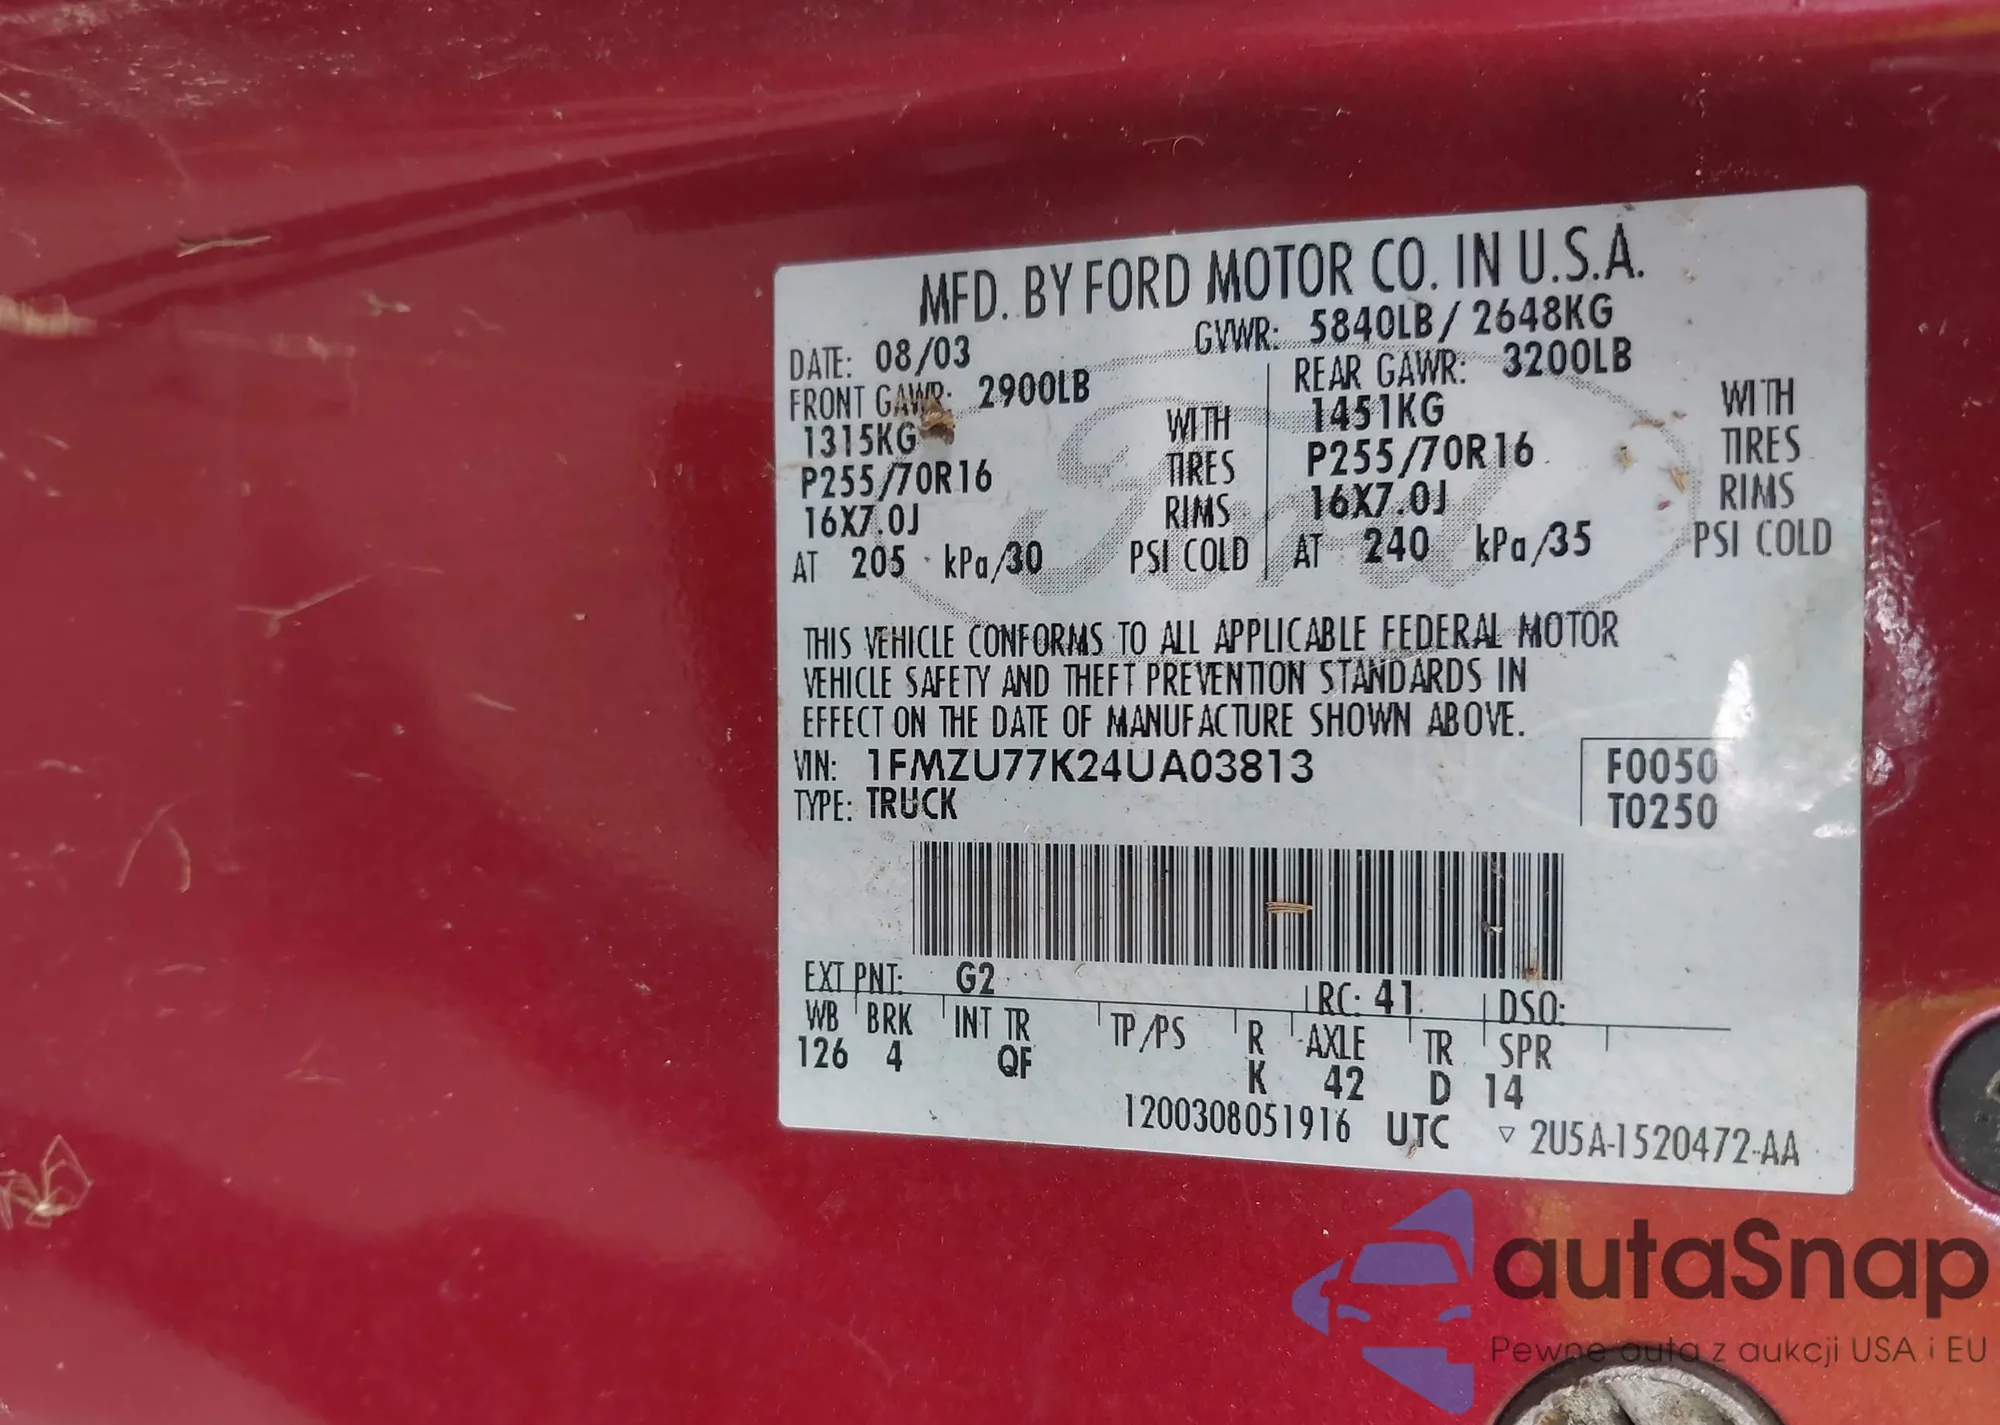 MFD. BY FORD MOTOR CO. IN U.S.A.
DATE: 08/03 GVWR: 5840LB / 2648KG
FRONT GAWR: 2900LB REAR GAWR: 3200LB
1315KG WITH 1451KG WITH
P255/70R16 TIRES P255/70R16 TIRES
16X7.0J RIMS 16X7.0J RIMS
AT 205 kPa/30 PSI COLD AT 240 kPa/35 PSI COLD
THIS VEHICLE CONFORMS TO ALL APPLICABLE FEDERAL MOTOR
VEHICLE SAFETY AND THEFT PREVENTION STANDARDS IN
EFFECT ON THE DATE OF MANUFACTURE SHOWN ABOVE.
VIN: 1FMZU77K24UA03813 F0050
TYPE: TRUCK T0250
EXT PNT: G2 RC: 41 DSO:
WB BRK INT TR TP/PS R AXLE TR SPR
126 4 QF K 42 D 14
1200308051916 UTC ▽ 2U5A-1520472-AA
autaSnap
Pewne auta z aukcji USA i EU